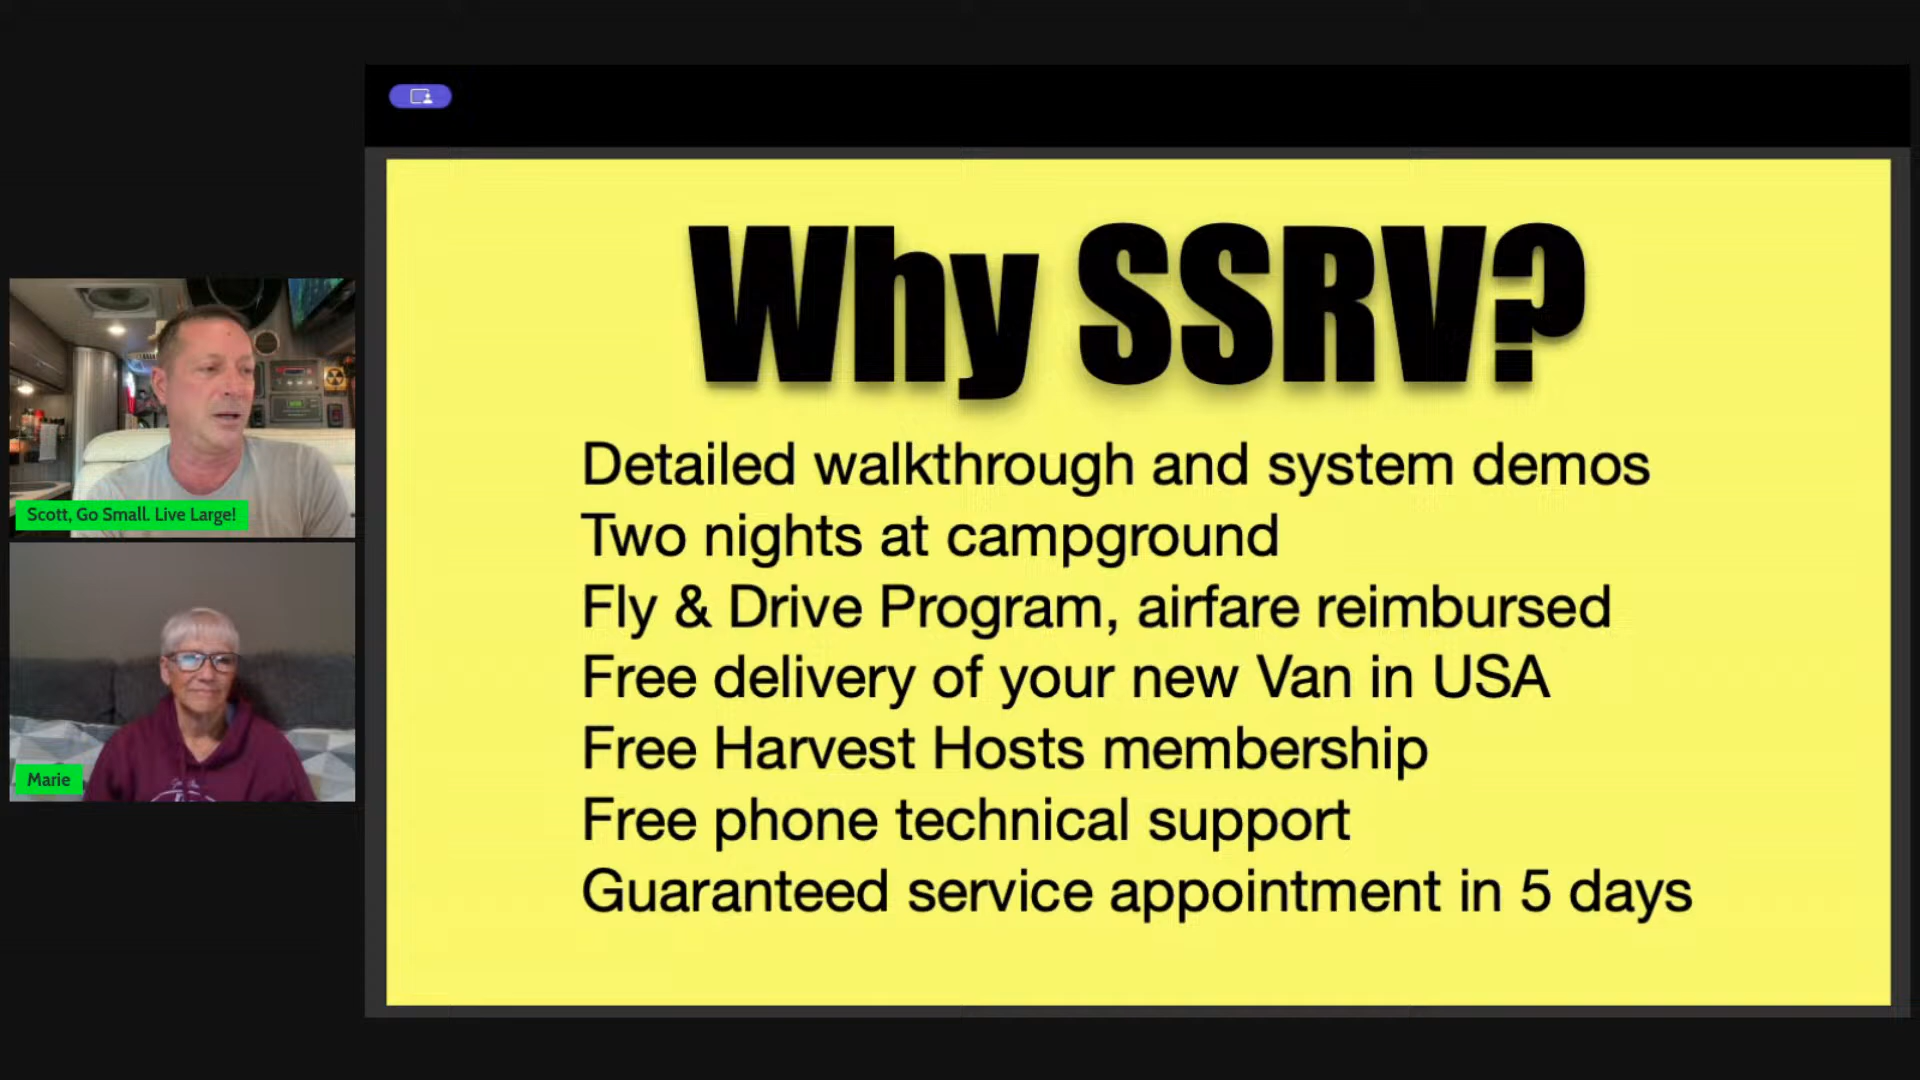 Why SSRV?
Detailed walkthrough and system demos
Two nights at campground
Fly & Drive Program, airfare reimbursed
Free delivery of your new Van in USA
Free Harvest Hosts membership
Free phone technical support
Guaranteed service appointment in 5 days
Scott, Go Small. Live Large!
Marie